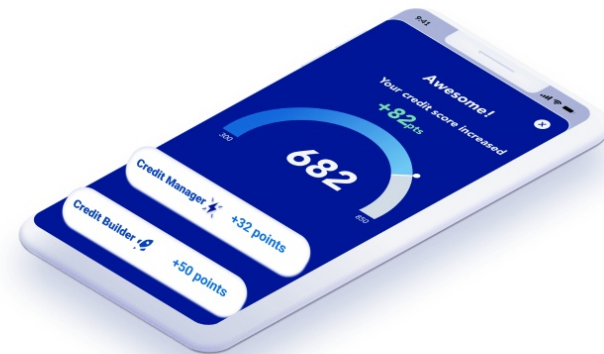 9:41
Awesome!
Your credit score increased
+82pts
300
682
850
Credit Manager +32 points
Credit Builder +50 points